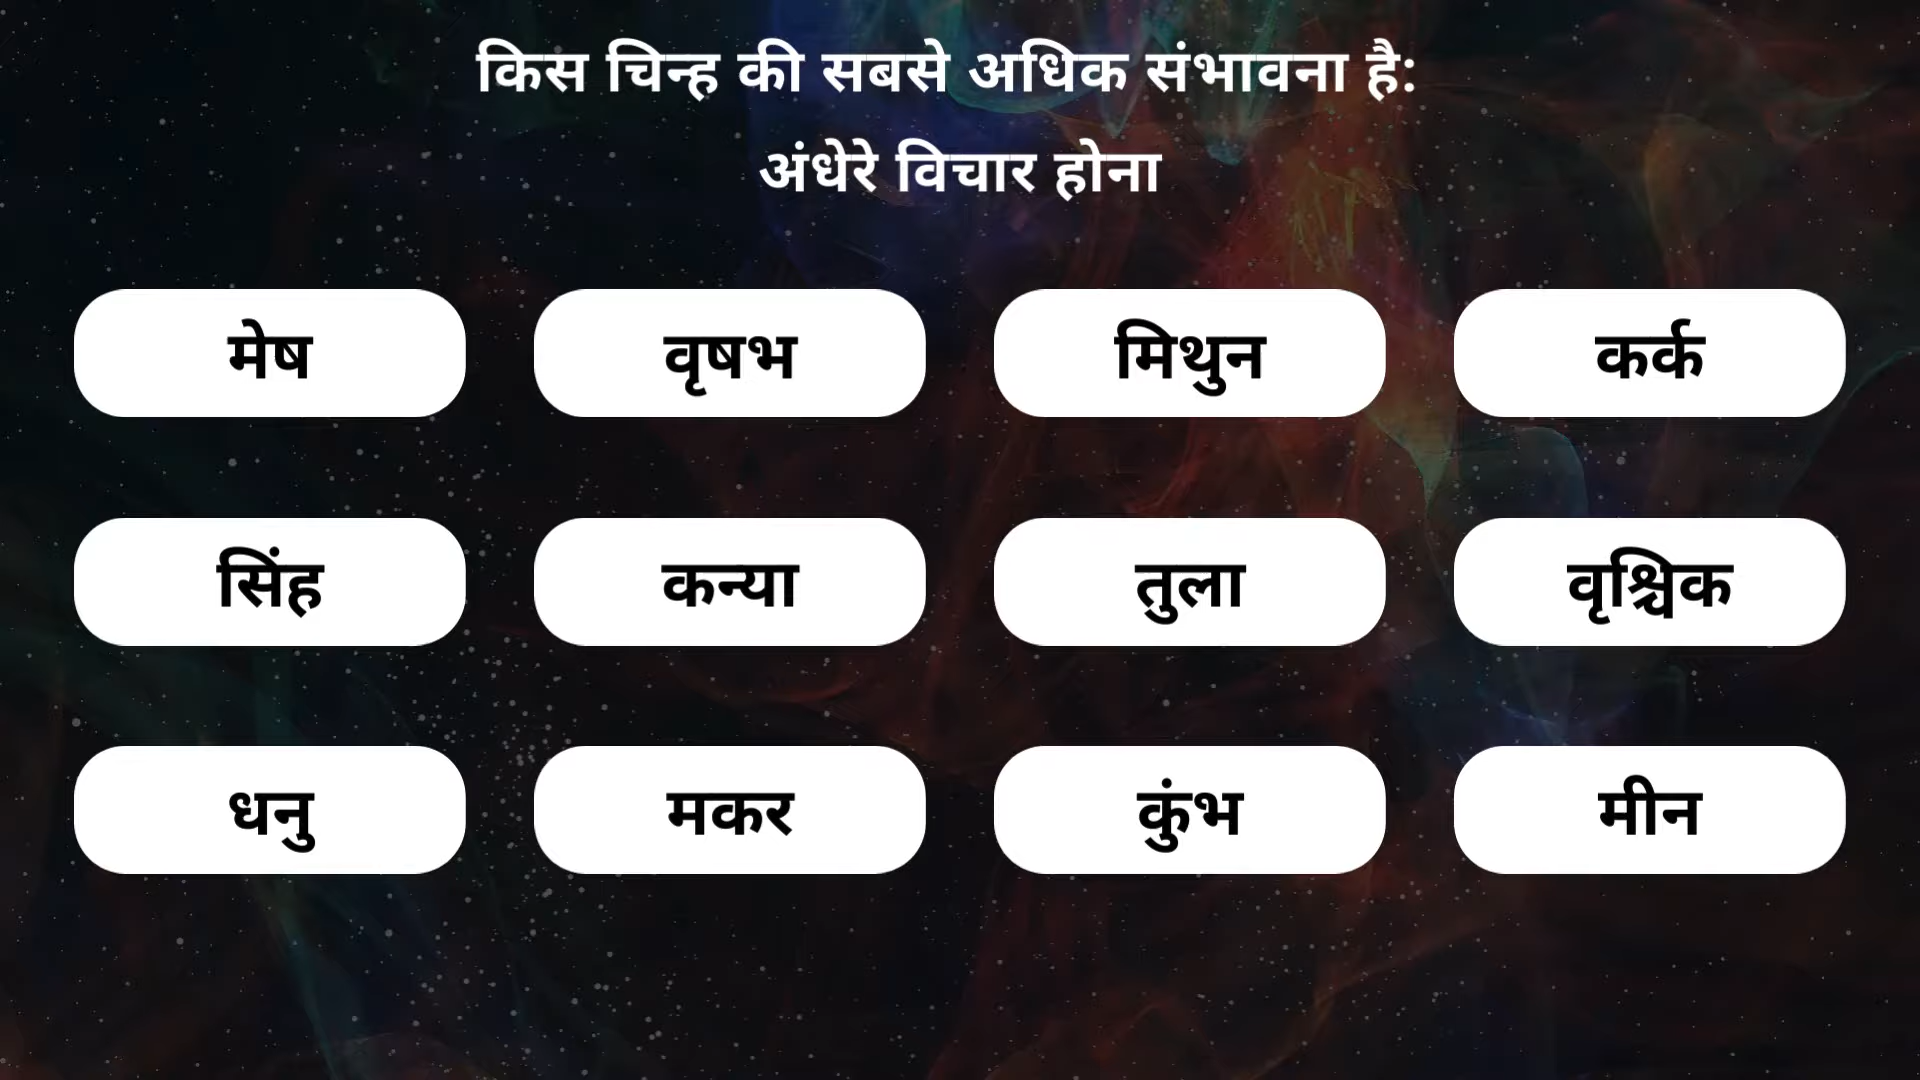 किस चिन्ह की सबसे अधिक संभावना है:
अंधेरे विचार होना
मेष
वृषभ
मिथुन
कर्क
सिंह
कन्या
तुला
वृश्चिक
धनु
मकर
कुंभ
मीन